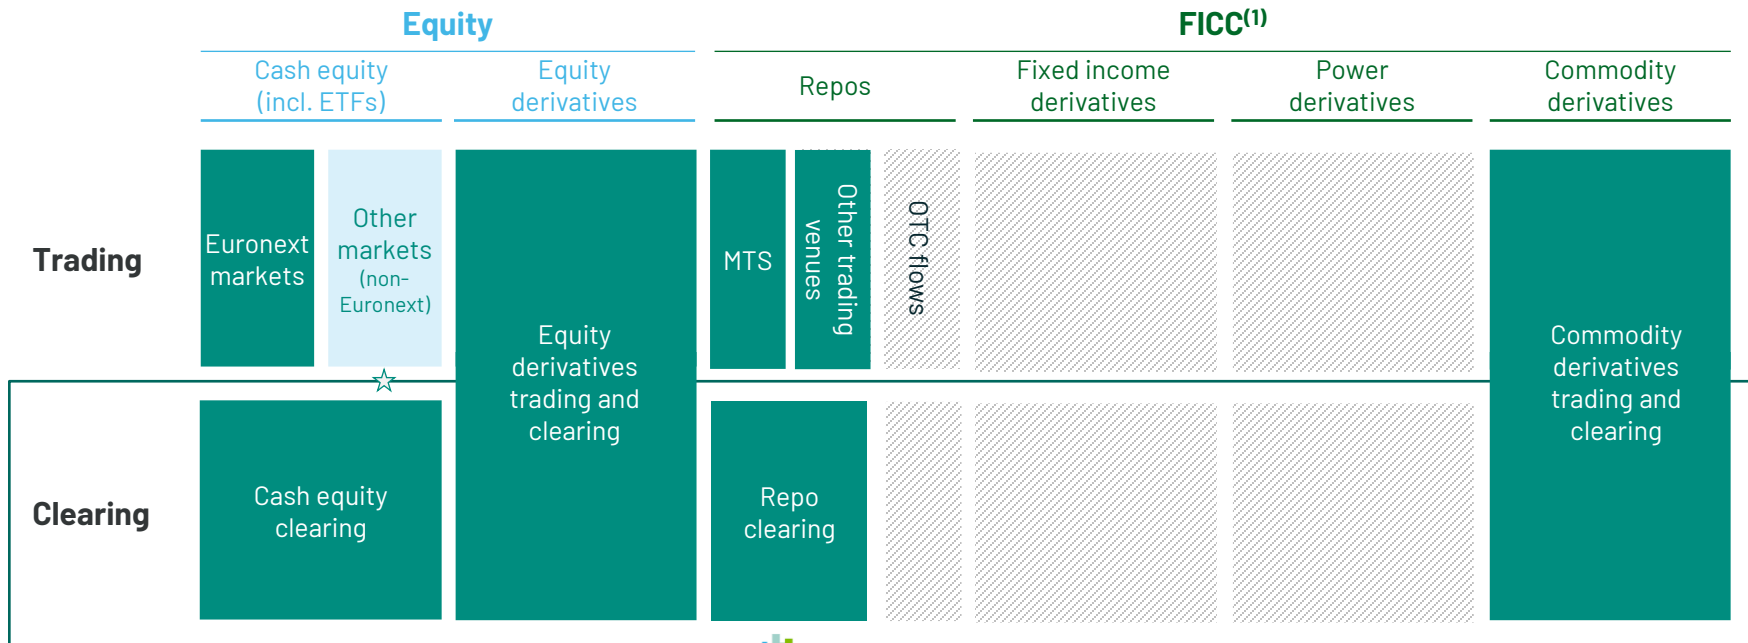 Equity
FICC(1)
Cash equity
(incl. ETFs)
Equity
derivatives
Repos
Fixed income
derivatives
Power
derivatives
Commodity
derivatives
Trading
Euronext
markets
Other
markets
(non-
Euronext)
Equity
derivatives
trading and
clearing
MTS
Other trading
venues
OTC flows
Commodity
derivatives
trading and
clearing
Clearing
Cash equity
clearing
Repo
clearing